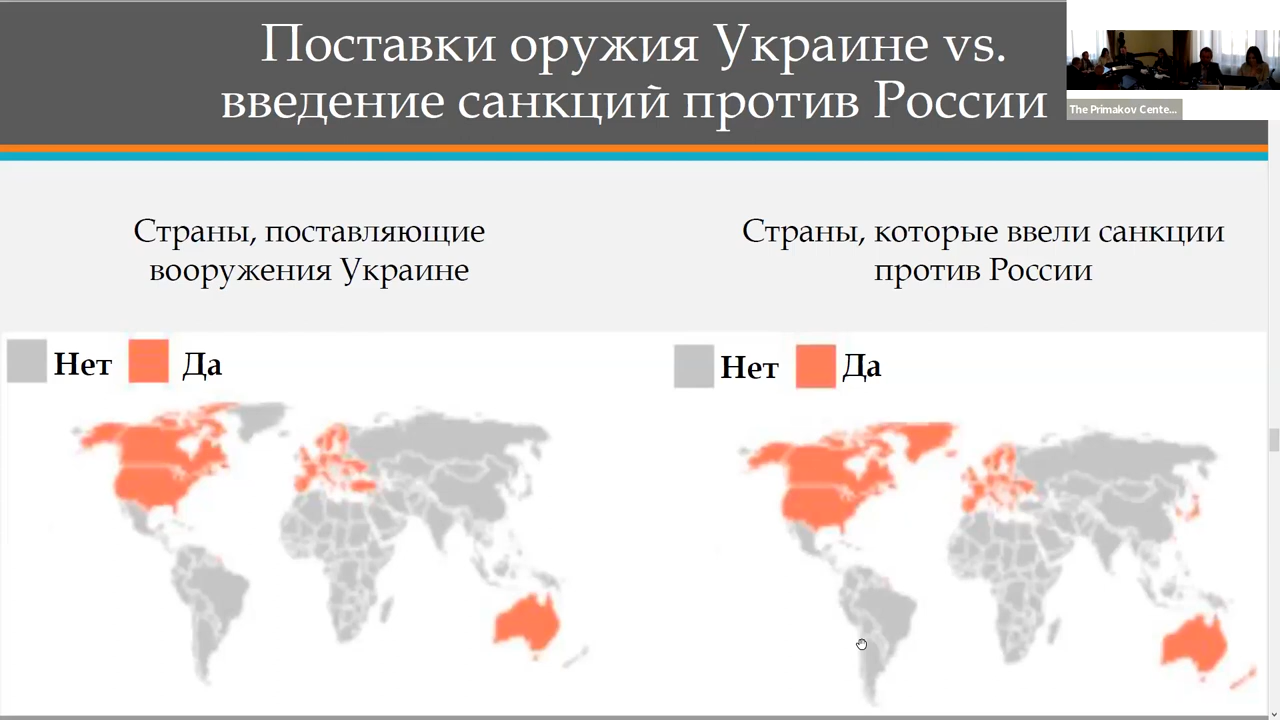 Поставки оружия Украине vs.
введение санкций против России
The Primakov Cente...
Страны, поставляющие
вооружения Украине
Страны, которые ввели санкции
против России
Нет Да
Нет Да